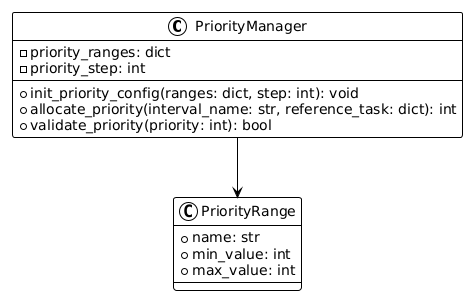 C PriorityManager
priority_ranges: dict
priority_step: int
init_priority_config(ranges: dict, step: int): void
allocate_priority(interval_name: str, reference_task: dict): int
validate_priority(priority: int): bool
C PriorityRange
name: str
min_value: int
max_value: int